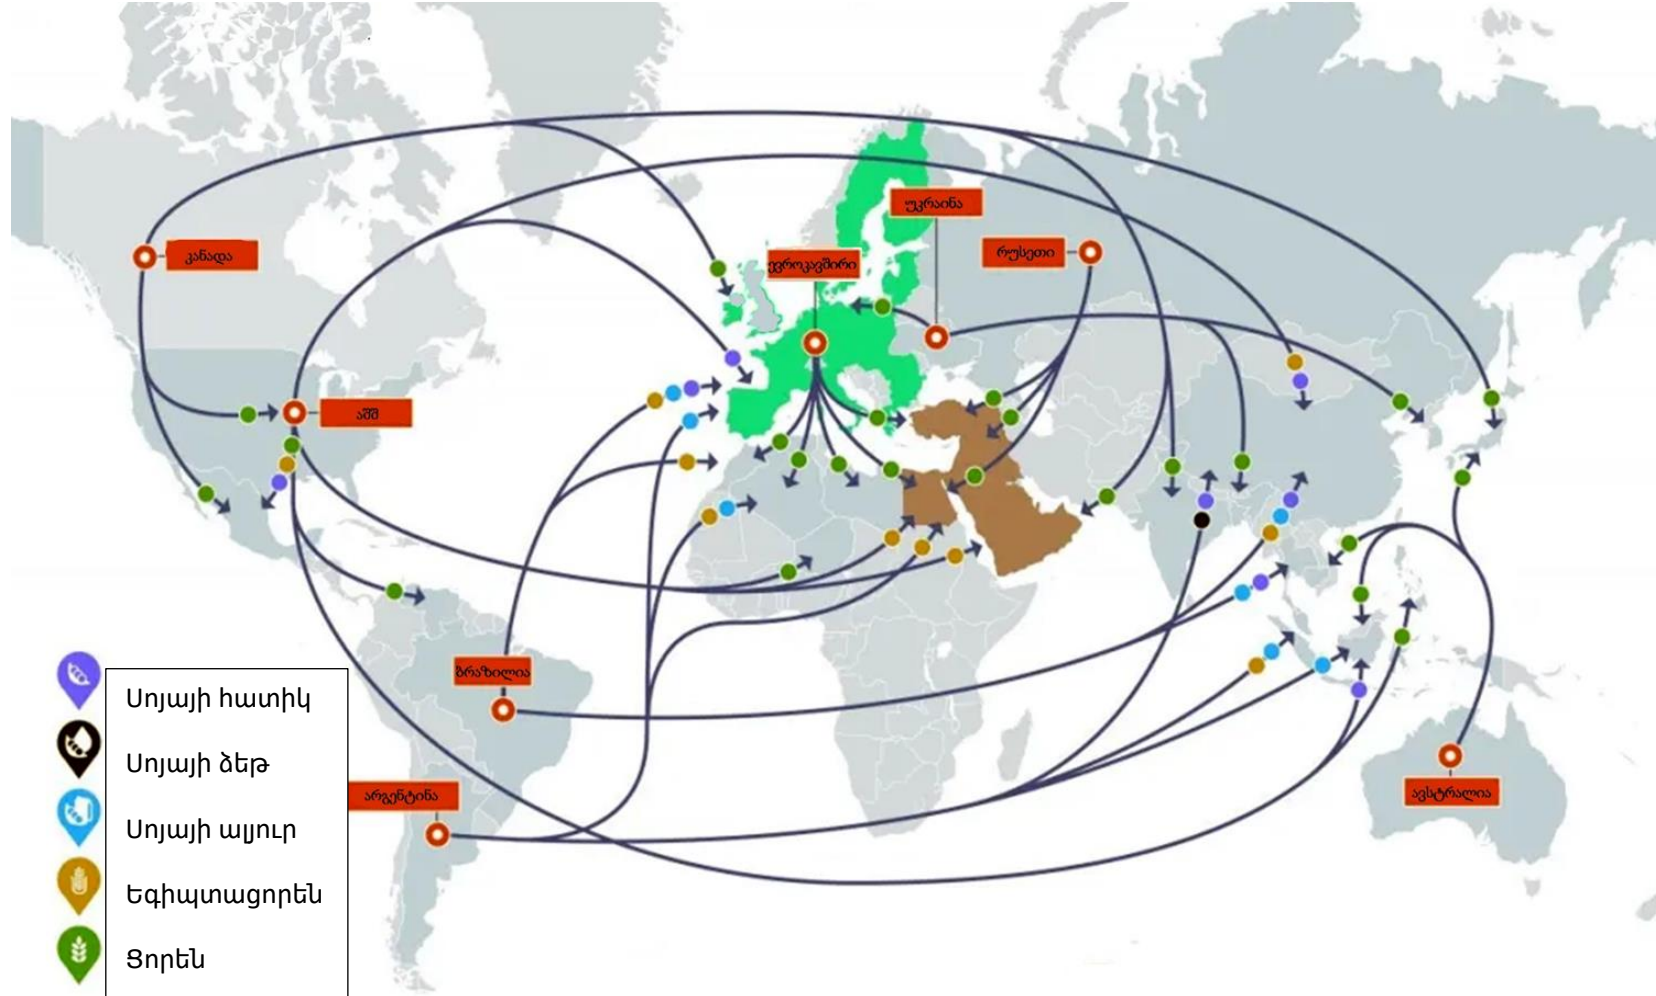 უკრაინა
კანადა
ევროკავშირი
რუსეთი
აშშ
ბრაზილია
არგენტინა
ავსტრალია
Սոյայի հատիկ
Սոյայի ձեթ
Սոյայի ալյուր
Եգիպտացորեն
Ցորեն